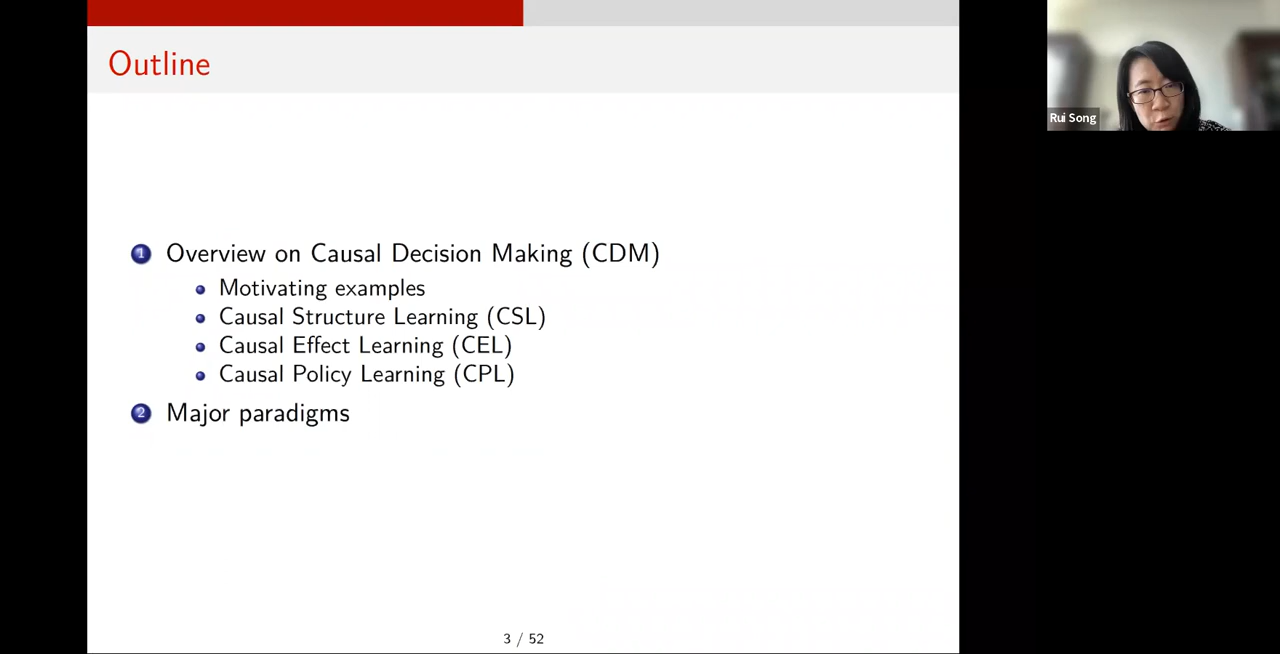 Outline
1 Overview on Causal Decision Making (CDM)
Motivating examples
Causal Structure Learning (CSL)
Causal Effect Learning (CEL)
Causal Policy Learning (CPL)
2 Major paradigms
3 / 52
Rui Song